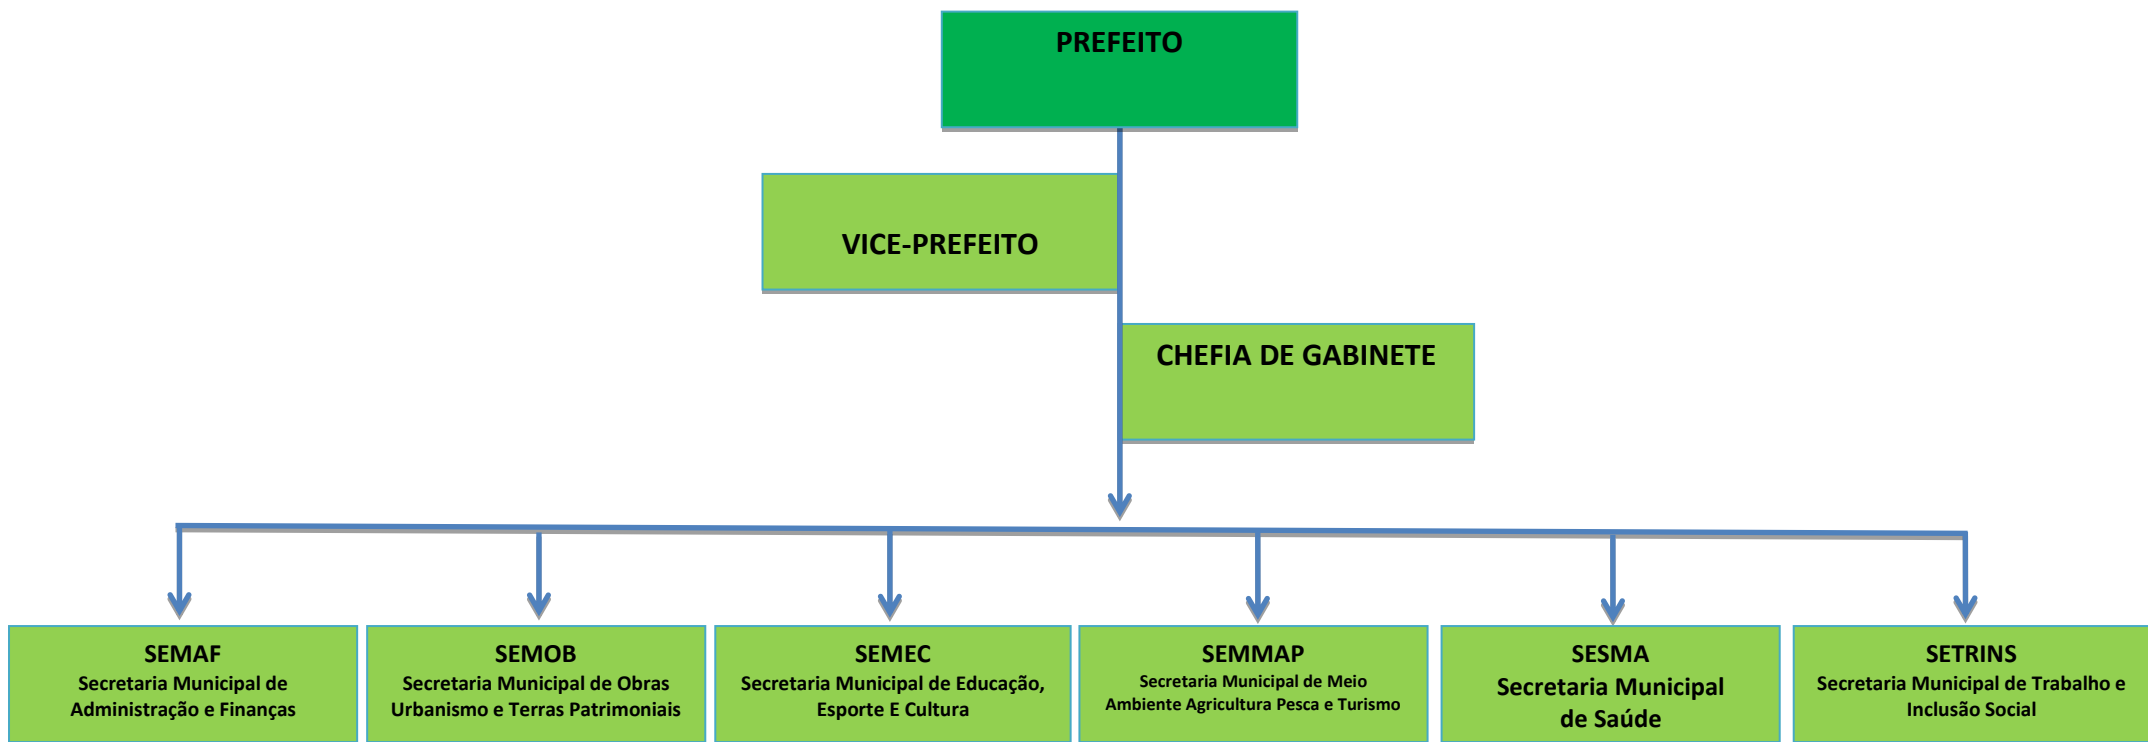 PREFEITO
VICE-PREFEITO
CHEFIA DE GABINETE
SEMAF
Secretaria Municipal de
Administração e Finanças
SEMOB
Secretaria Municipal de Obras
Urbanismo e Terras Patrimoniais
SEMEC
Secretaria Municipal de Educação,
Esporte E Cultura
SEMMAP
Secretaria Municipal de Meio
Ambiente Agricultura Pesca e Turismo
SESMA
Secretaria Municipal
de Saúde
SETRINS
Secretaria Municipal de Trabalho e
Inclusão Social